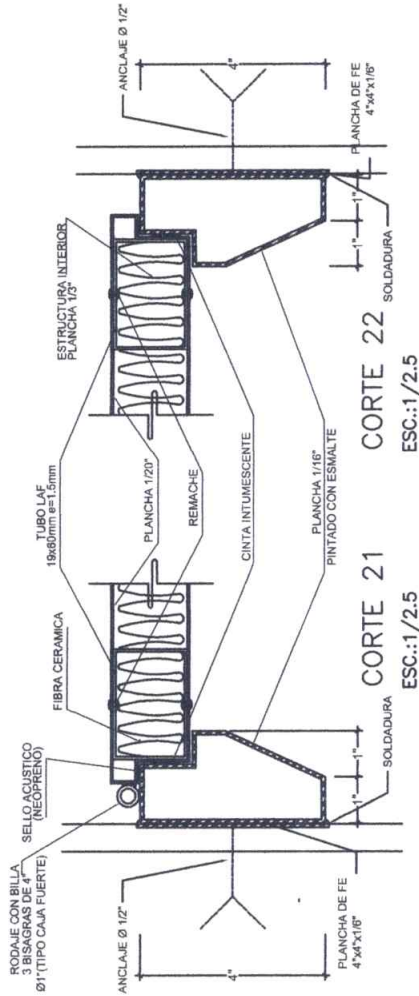 RODAJE CON BILLA
3 BISAGRAS DE 4"
Ø1"(TIPO CAJA FUERTE)
SELLO ACUSTICO
(NEOPRENO)
FIBRA CERAMICA
TUBO LAF
19x60mm e=1.5mm
PLANCHA 1/20"
ESTRUCTURA INTERIOR
PLANCHA 1/3"
REMACHE
CINTA INTUMESCENTE
PLANCHA 1/16"
PINTADO CON ESMALTE
ANCLAJE Ø 1/2"
4"
PLANCHA DE FE
4"x4"x1/6"
1"
1"
SOLDADURA
CORTE 21
ESC.:1/2.5
ANCLAJE Ø 1/2"
4"
PLANCHA DE FE
4"x4"x1/6"
1"
1"
SOLDADURA
CORTE 22
ESC.:1/2.5